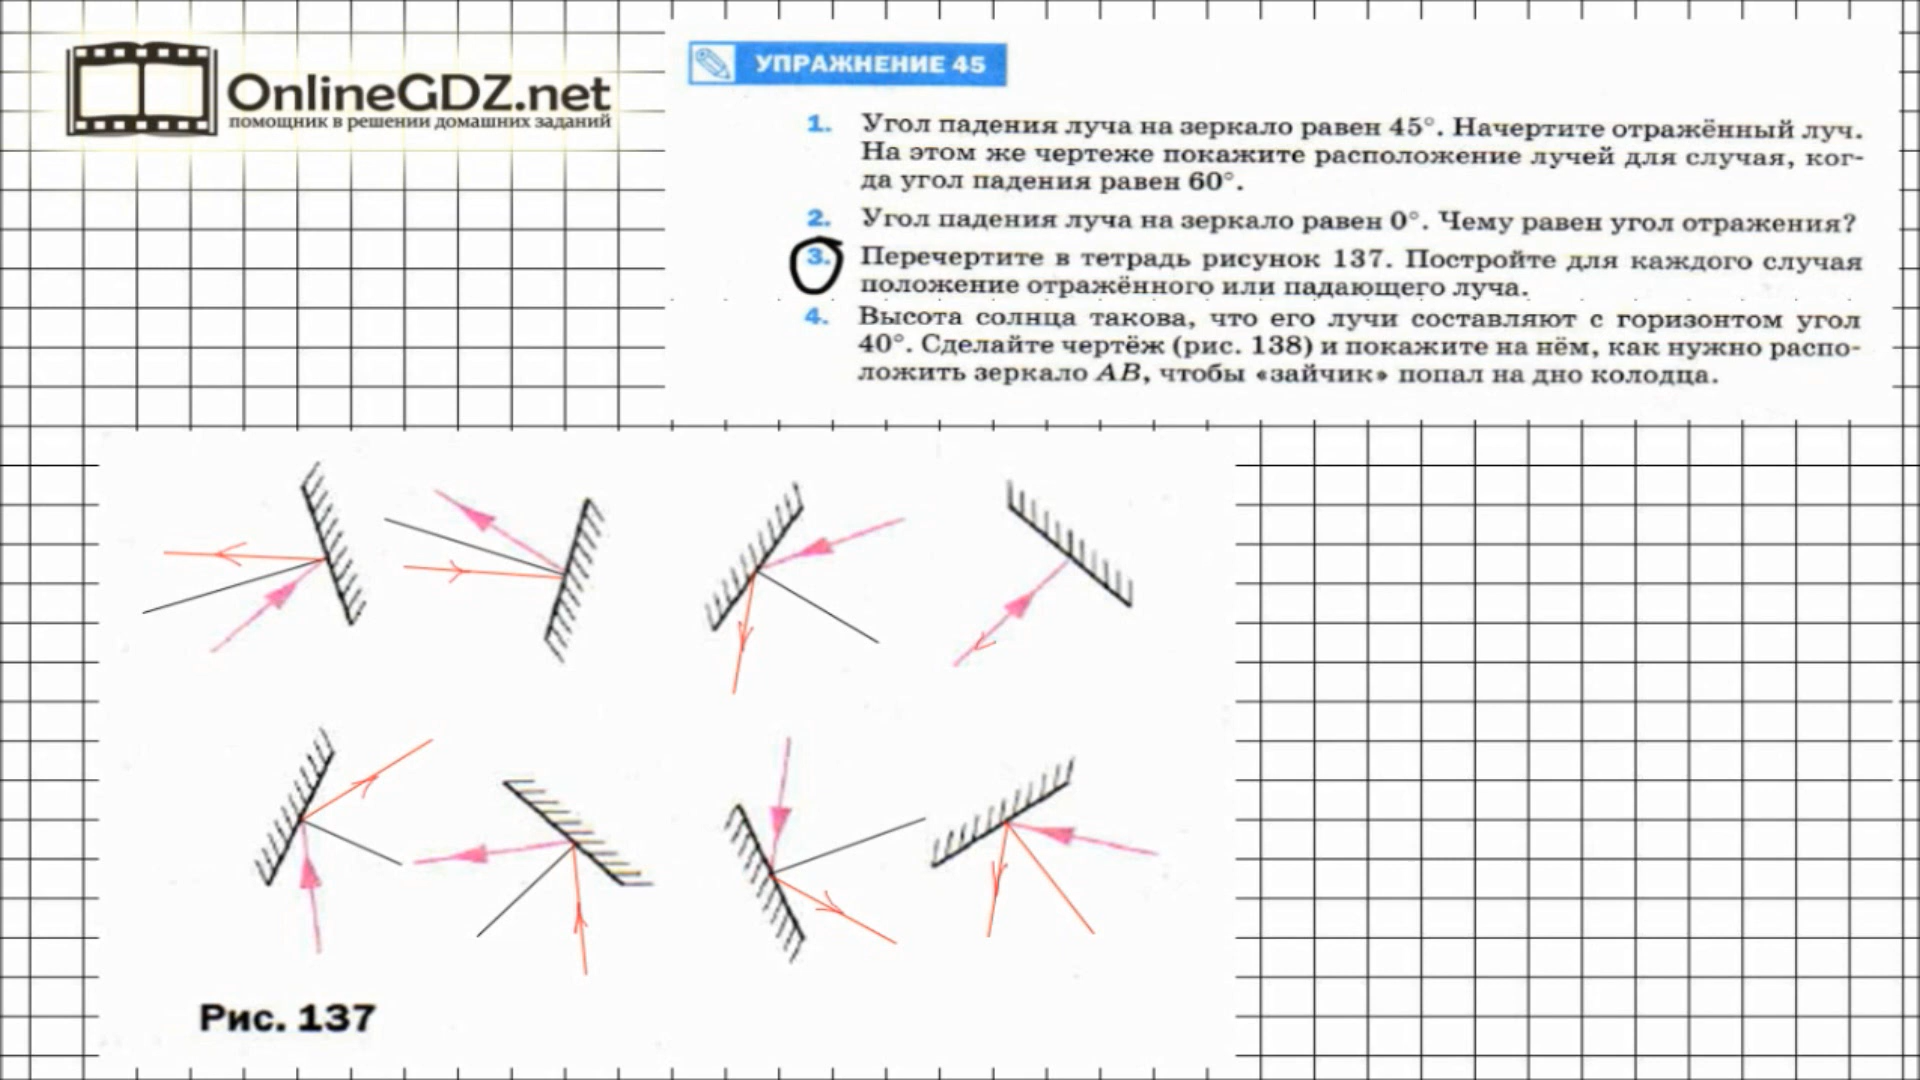 OnlineGDZ.net
помощник в решении домашних заданий
УПРАЖНЕНИЕ 45
1. Угол падения луча на зеркало равен 45°. Начертите отражённый луч.
На этом же чертеже покажите расположение лучей для случая, ког-
да угол падения равен 60°.
2. Угол падения луча на зеркало равен 0°. Чему равен угол отражения?
3. Перечертите в тетрадь рисунок 137. Постройте для каждого случая
положение отражённого или падающего луча.
4. Высота солнца такова, что его лучи составляют с горизонтом угол
40°. Сделайте чертёж (рис. 138) и покажите на нём, как нужно распо-
ложить зеркало AB, чтобы «зайчик» попал на дно колодца.
Рис. 137